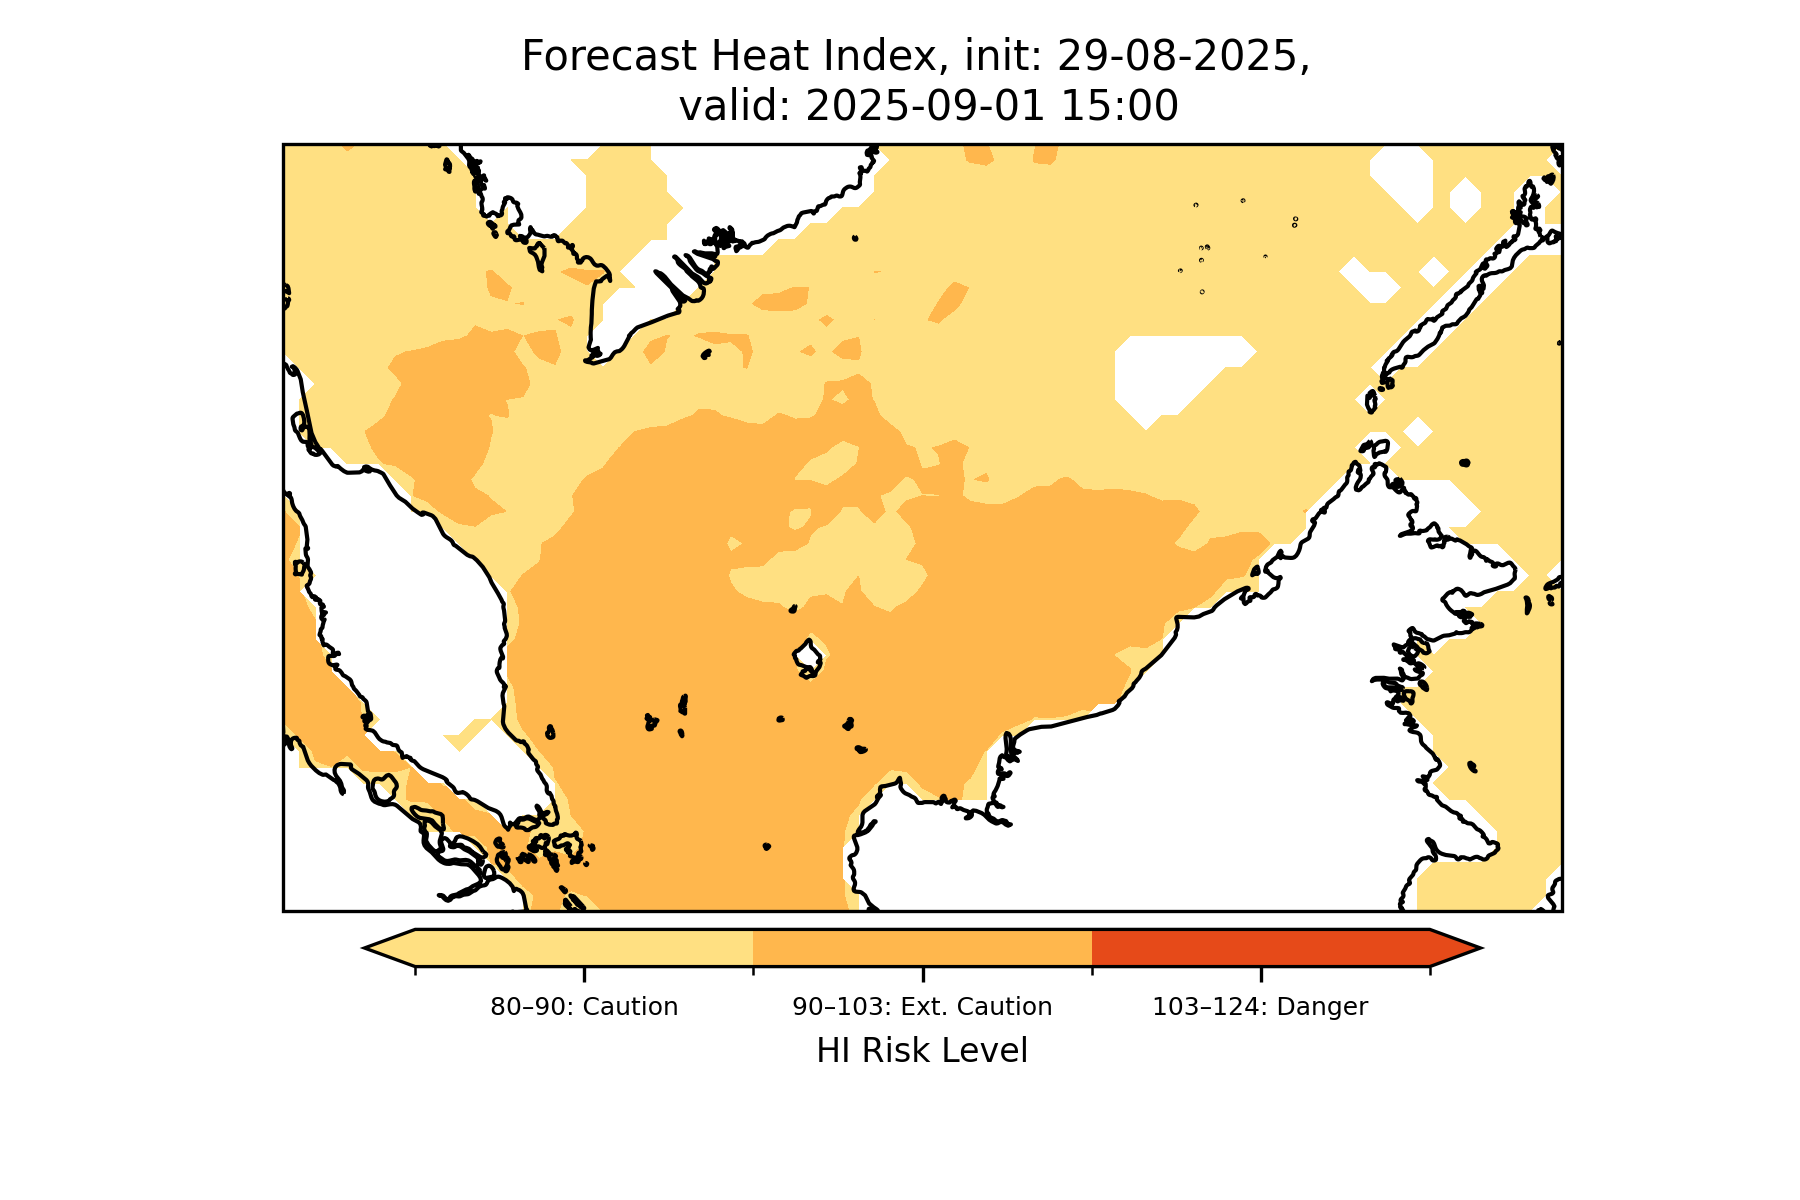 Forecast Heat Index, init: 29-08-2025,
valid: 2025-09-01 15:00
80–90: Caution
90–103: Ext. Caution
103–124: Danger
HI Risk Level